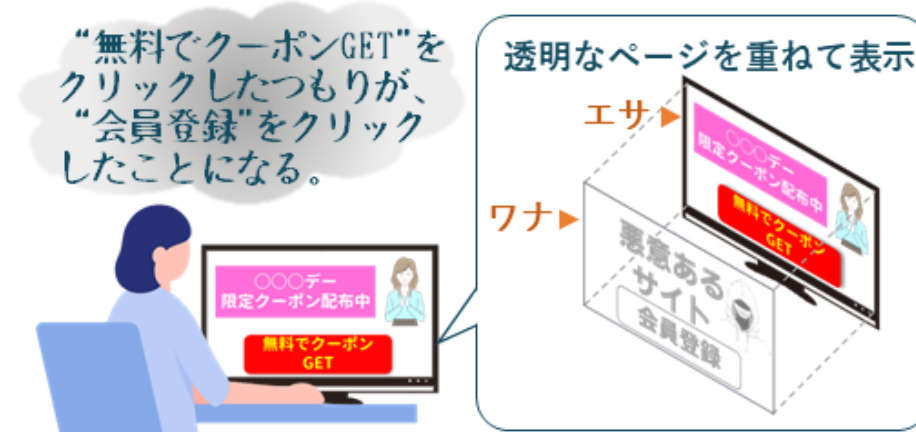 “無料でクーポンGET”を
クリックしたつもりが、
“会員登録”をクリック
したことになる。
透明なページを重ねて表示
エサ
○○○デー
限定クーポン配布中
無料でクーポン
GET
ワナ
悪意ある
サイト
会員登録
○○○デー
限定クーポン配布中
無料でクーポン
GET